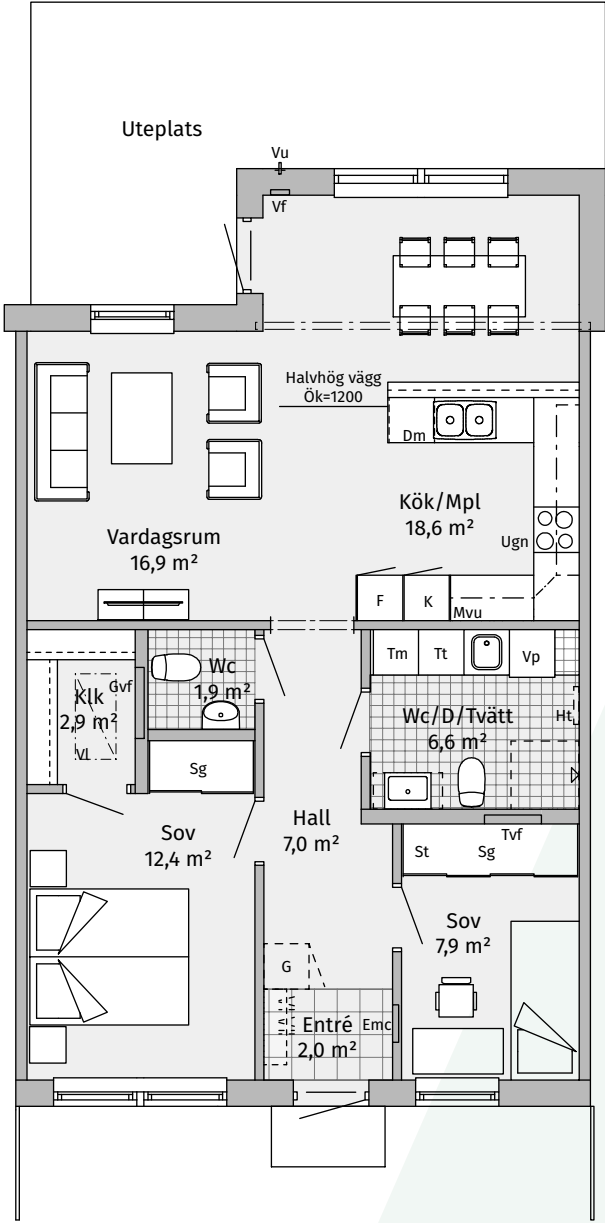 Uteplats
Vu
Vf
Halvhög vägg
Ök=1200
Dm
Kök/Mpl
18,6 m²
Ugn
Vardagsrum
16,9 m²
F
K
Mvu
Tm
Tt
Vp
Wc
1,9 m²
Gvf
Klk
2,9 m²
VL
Wc/D/Tvätt
6,6 m²
Ht
Sg
Hall
7,0 m²
Sov
12,4 m²
Tvf
St
Sg
Sov
7,9 m²
G
Entré
2,0 m²
Emc